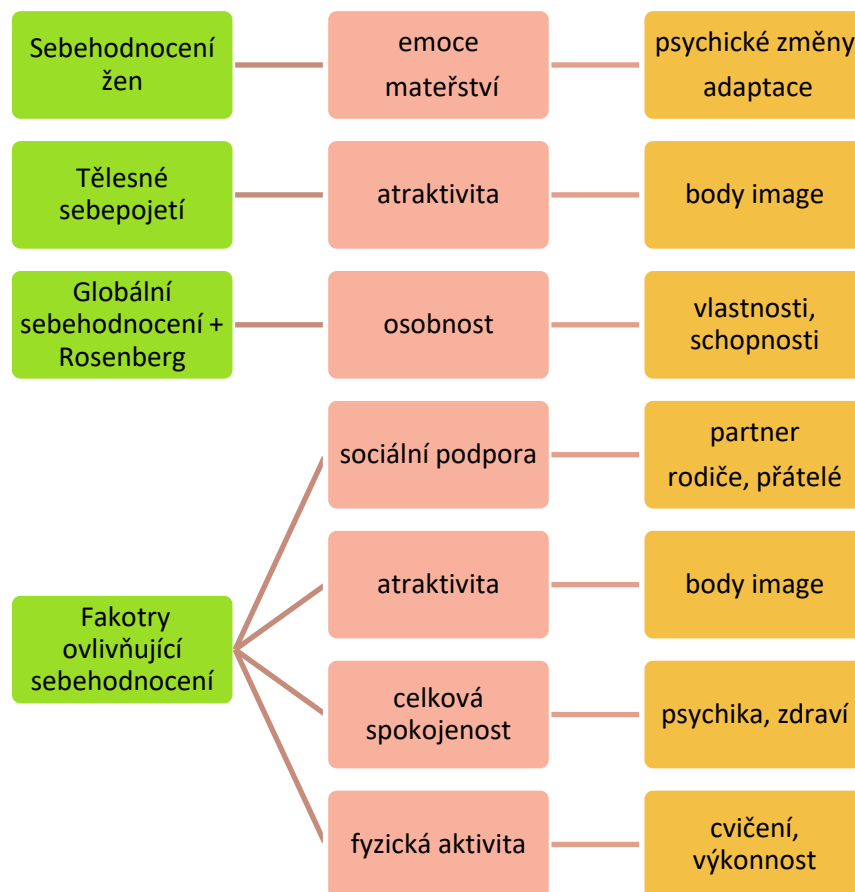 Sebehodnocení
žen
emoce
mateřství
psychické změny
adaptace
Tělesné
sebepojetí
atraktivita
body image
Globální
sebehodnocení +
Rosenberg
osobnost
vlastnosti,
schopnosti
Fakotry
ovlivňující
sebehodnocení
sociální podpora
partner
rodiče, přátelé
atraktivita
body image
celková
spokojenost
psychika, zdraví
fyzická aktivita
cvičení,
výkonnost